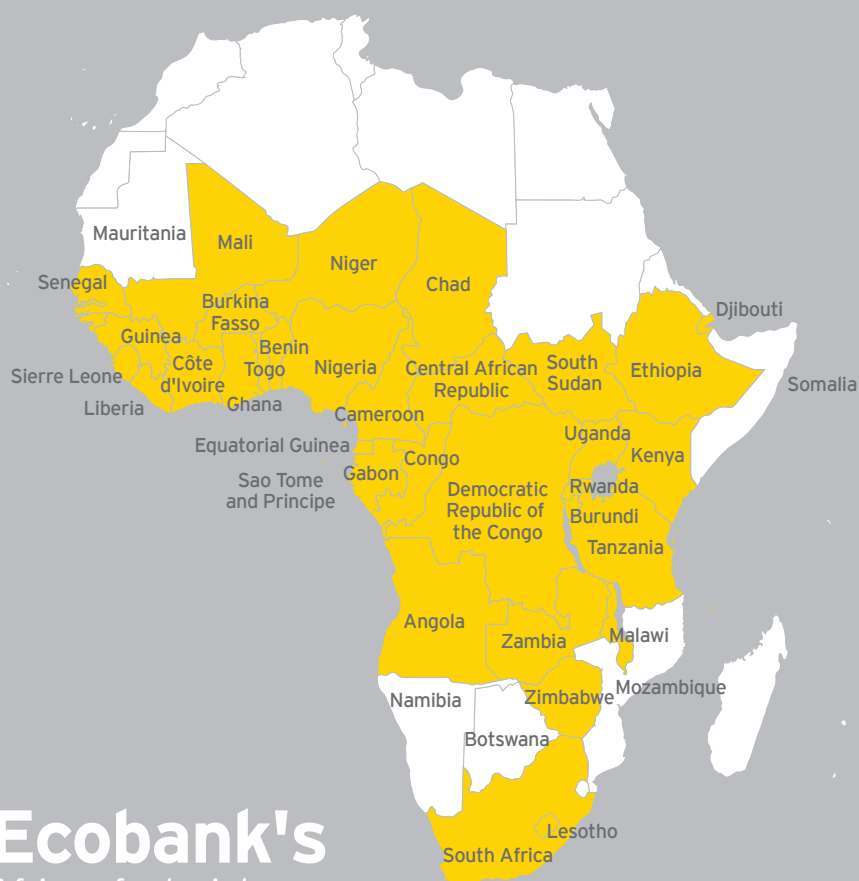 Mauritania
Mali
Niger
Chad
Senegal
Burkina
Fasso
Djibouti
Guinea
Benin
Côte
d'Ivoire
Togo
Nigeria
Central African
Republic
South
Sudan
Ethiopia
Somalia
Sierre Leone
Liberia
Ghana
Cameroon
Uganda
Kenya
Equatorial Guinea
Congo
Gabon
Sao Tome
and Principe
Democratic
Republic of
the Congo
Rwanda
Burundi
Tanzania
Angola
Zambia
Malawi
Mozambique
Namibia
Zimbabwe
Botswana
Ecobank's
Lesotho
South Africa